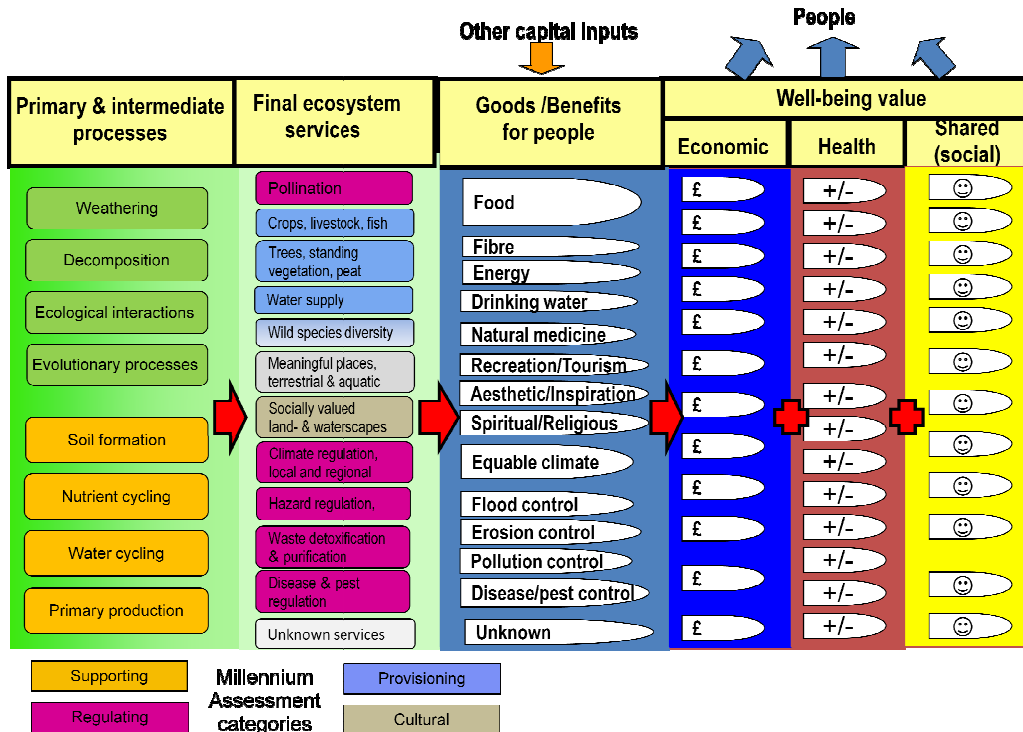 People
Other capital inputs
Primary & intermediate
processes
Final ecosystem
services
Goods /Benefits
for people
Well-being value
Economic
Health
Shared
(social)
Weathering
Decomposition
Ecological interactions
Evolutionary processes
Soil formation
Nutrient cycling
Water cycling
Primary production
Pollination
Crops, livestock, fish
Trees, standing
vegetation, peat
Water supply
Wild species diversity
Meaningful places,
terrestrial & aquatic
Socially valued
land- & waterscapes
Climate regulation,
local and regional
Hazard regulation,
Waste detoxification
& purification
Disease & pest
regulation
Unknown services
Food
Fibre
Energy
Drinking water
Natural medicine
Recreation/Tourism
Aesthetic/Inspiration
Spiritual/Religious
Equable climate
Flood control
Erosion control
Pollution control
Disease/pest control
Unknown
£
£
£
£
£
£
£
£
£
£
£
£
+/-
+/-
+/-
+/-
+/-
+/-
+/-
+/-
+/-
+/-
+/-
+/-
+/-
+/-
Supporting
Regulating
Millennium
Assessment
categories
Provisioning
Cultural